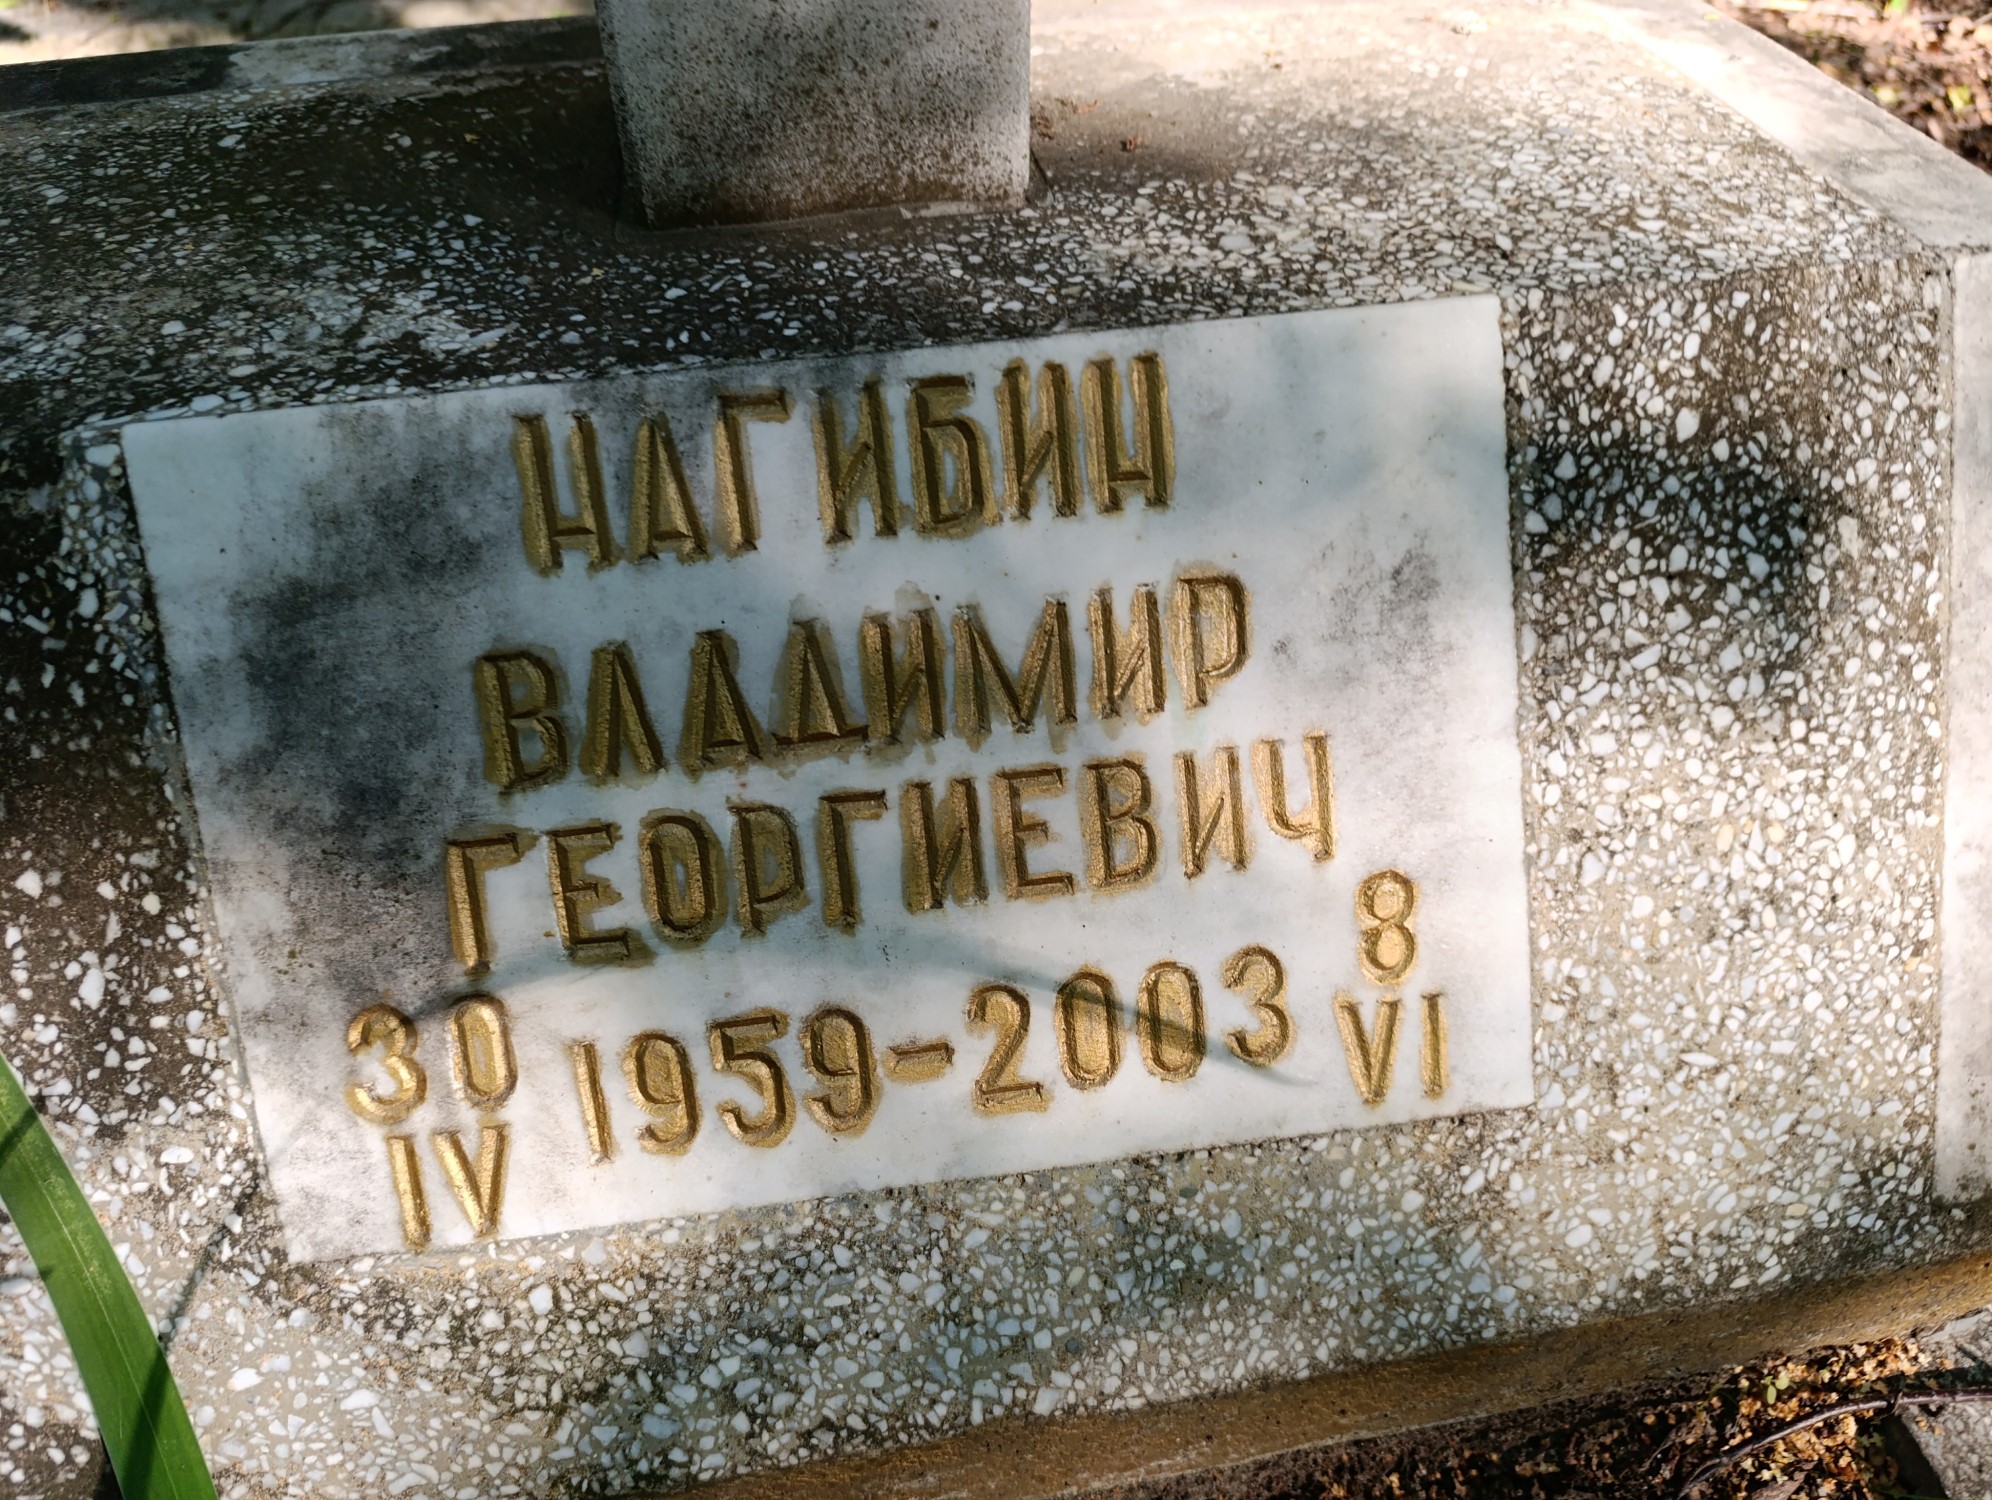 НАГИБИН
ВЛАДИМИР
ГЕОРГИЕВИЧ
30 IV 1959-2003 8 VI